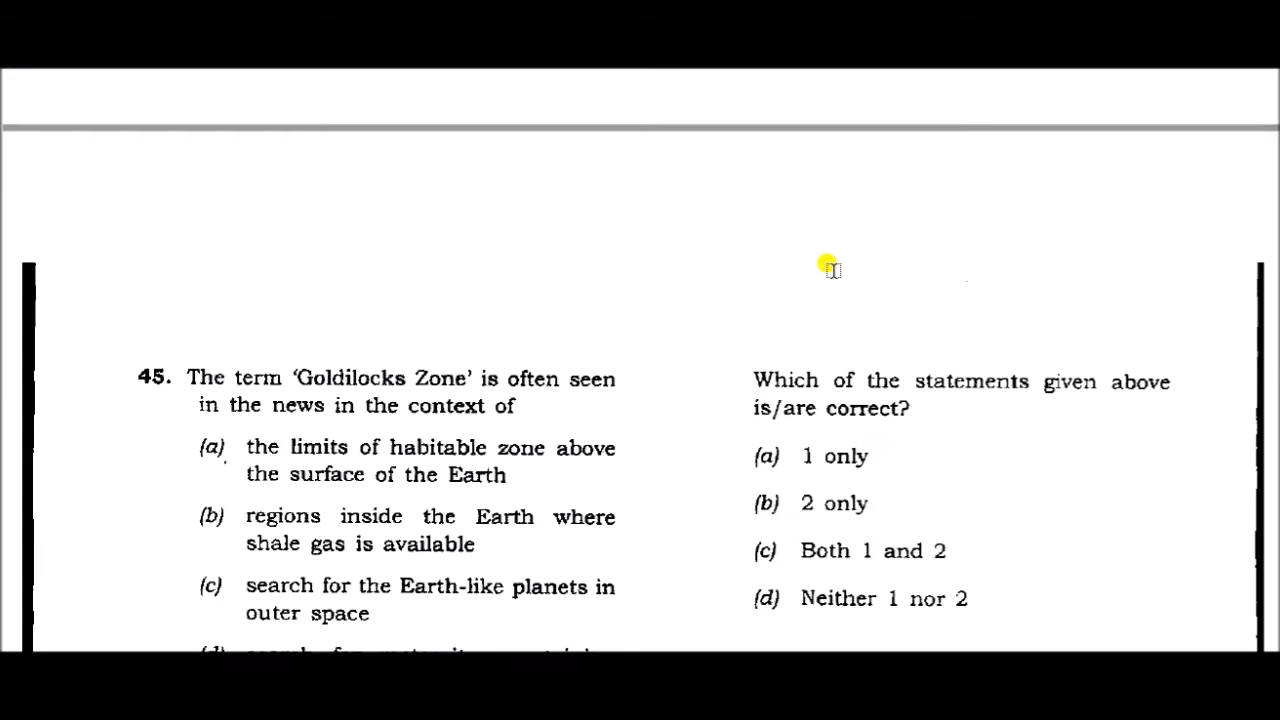 45. The term 'Goldilocks Zone' is often seen
in the news in the context of
(a) the limits of habitable zone above
the surface of the Earth
(b) regions inside the Earth where
shale gas is available
(c) search for the Earth-like planets in
outer space
Which of the statements given above
is/are correct?
(a) 1 only
(b) 2 only
(c) Both 1 and 2
(d) Neither 1 nor 2